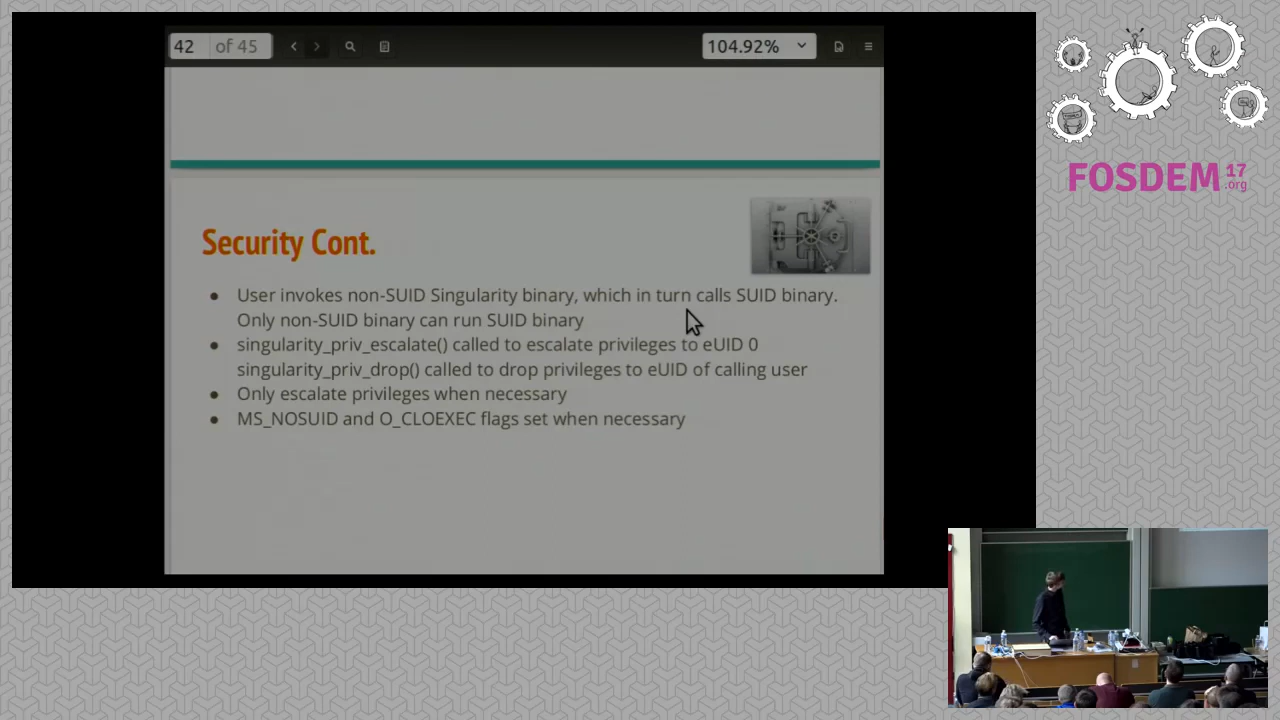 42 of 45
104.92%
FOSDEM 17 .org
Security Cont.
● User invokes non-SUID Singularity binary, which in turn calls SUID binary.
Only non-SUID binary can run SUID binary
● singularity_priv_escalate() called to escalate privileges to eUID 0
singularity_priv_drop() called to drop privileges to eUID of calling user
● Only escalate privileges when necessary
● MS_NOSUID and O_CLOEXEC flags set when necessary